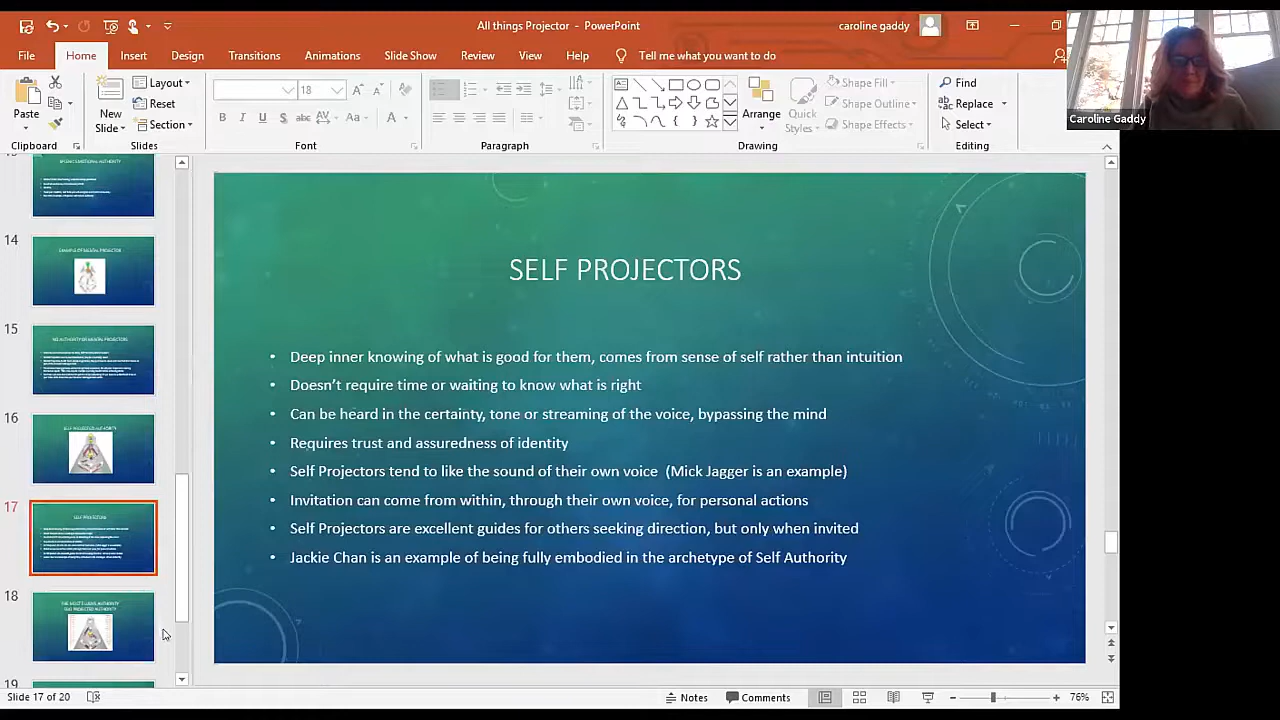 All things Projector - PowerPoint
caroline gaddy
File
Home
Insert
Design
Transitions
Animations
Slide Show
Review
View
Help
Tell me what you want to do
Paste
Clipboard
New
Slide
Layout
Reset
Section
Slides
18
B I U S abc AV Aa
Font
Paragraph
Arrange
Quick
Styles
Shape Fill
Shape Outline
Shape Effects
Drawing
Find
Replace
Select
Editing
Caroline Gaddy
14
15
16
17
18
19
SELF PROJECTORS
• Deep inner knowing of what is good for them, comes from sense of self rather than intuition
• Doesn’t require time or waiting to know what is right
• Can be heard in the certainty, tone or streaming of the voice, bypassing the mind
• Requires trust and assuredness of identity
• Self Projectors tend to like the sound of their own voice (Mick Jagger is an example)
• Invitation can come from within, through their own voice, for personal actions
• Self Projectors are excellent guides for others seeking direction, but only when invited
• Jackie Chan is an example of being fully embodied in the archetype of Self Authority
Slide 17 of 20
Notes
Comments
76%